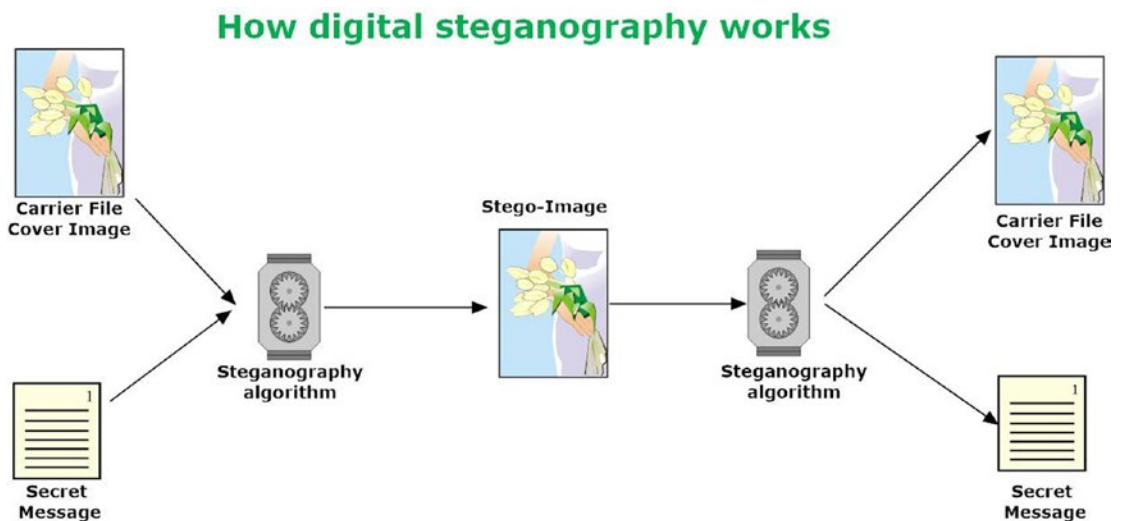 How digital steganography works
Carrier File
Cover Image
Stego-Image
Carrier File
Cover Image
Steganography
algorithm
Steganography
algorithm
1
Secret
Message
1
Secret
Message